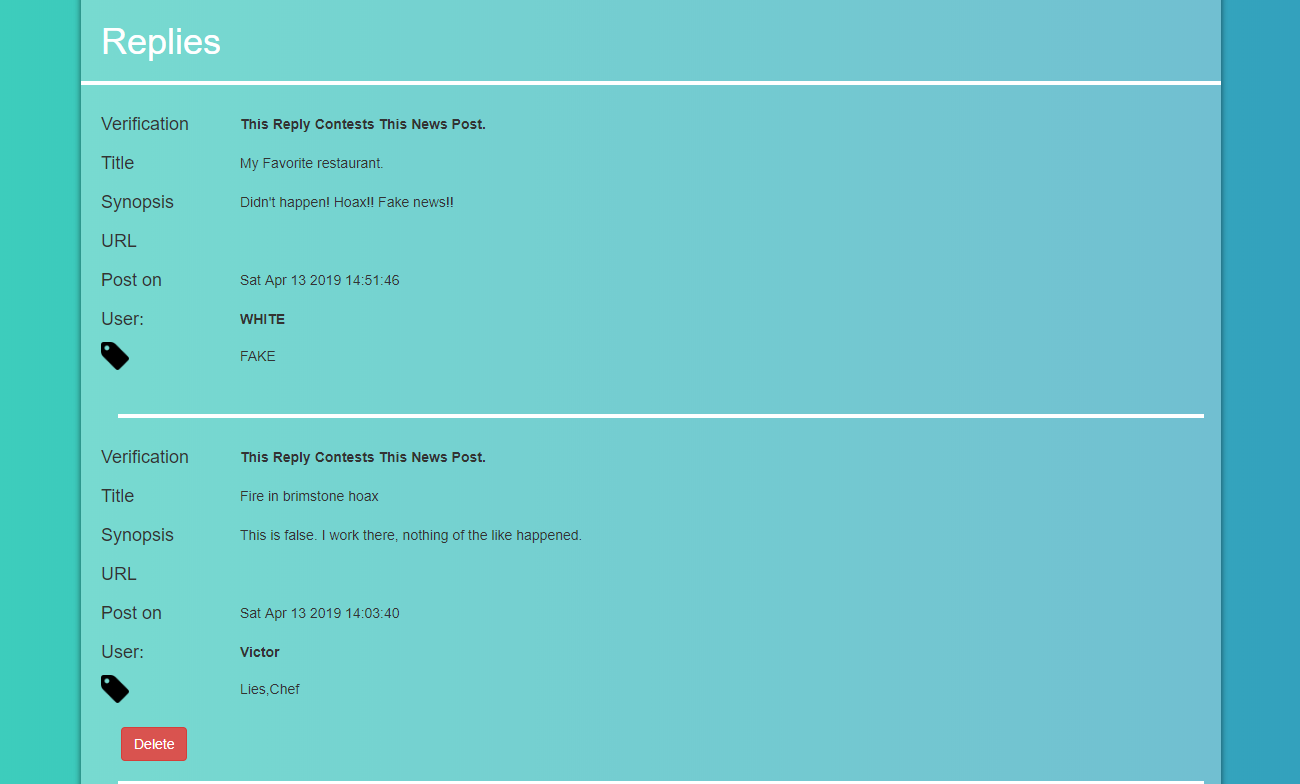 Replies
Verification This Reply Contests This News Post.
Title My Favorite restaurant.
Synopsis Didn't happen! Hoax!! Fake news!!
URL
Post on Sat Apr 13 2019 14:51:46
User: WHITE
FAKE
Verification This Reply Contests This News Post.
Title Fire in brimstone hoax
Synopsis This is false. I work there, nothing of the like happened.
URL
Post on Sat Apr 13 2019 14:03:40
User: Victor
Lies,Chef
Delete